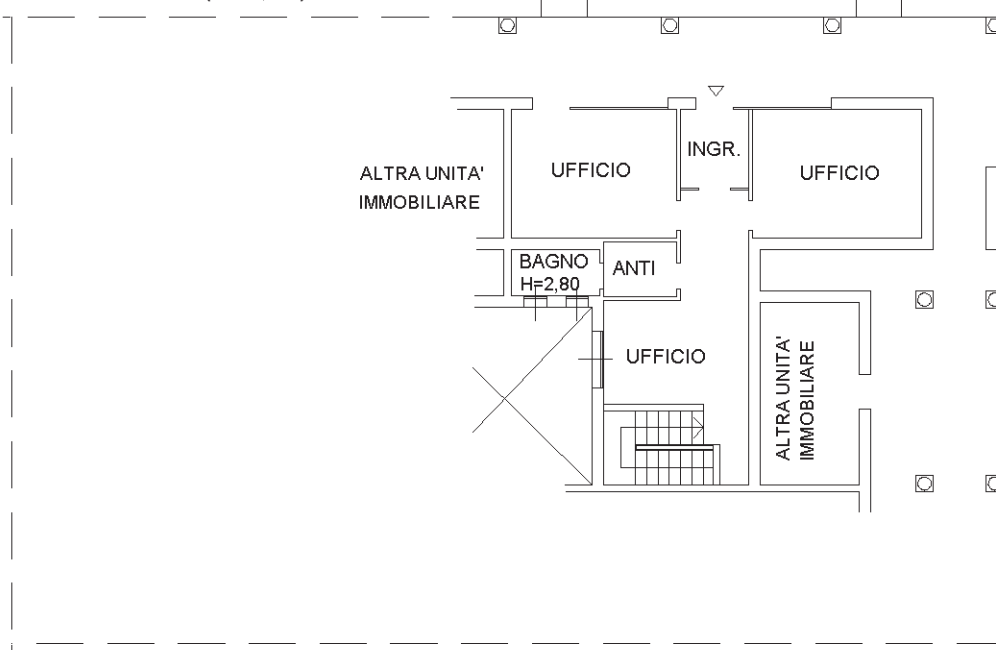 ALTRA UNITA'
IMMOBILIARE
UFFICIO
INGR.
UFFICIO
BAGNO
H=2,80
ANTI
UFFICIO
ALTRA UNITA'
IMMOBILIARE